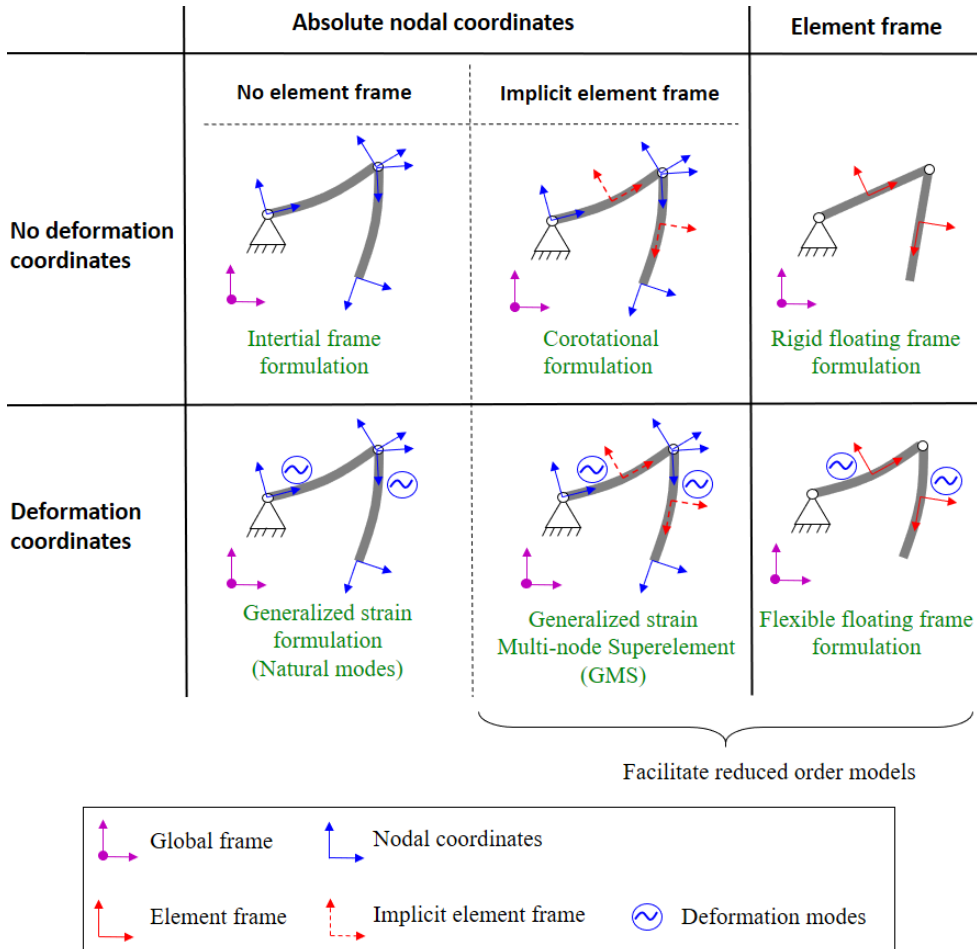 Absolute nodal coordinates
Element frame
No element frame
Implicit element frame
No deformation
coordinates
Intertial frame
formulation
Corotational
formulation
Rigid floating frame
formulation
Deformation
coordinates
Generalized strain
formulation
(Natural modes)
Generalized strain
Multi-node Superelement
(GMS)
Flexible floating frame
formulation
Facilitate reduced order models
Global frame
Nodal coordinates
Element frame
Implicit element frame
Deformation modes